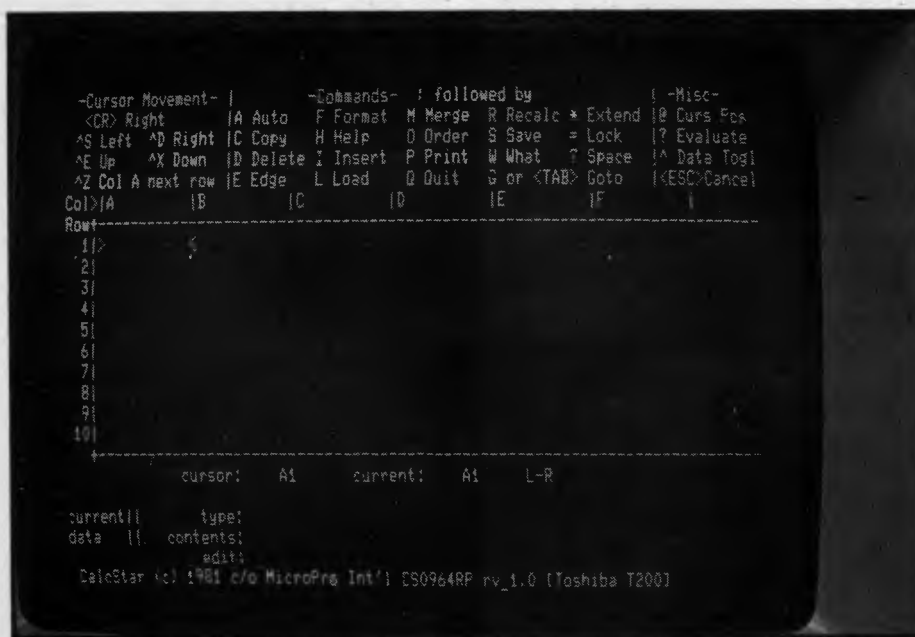 -Cursor Movement- | -Commands- ; followed by | -Misc-
<CR> Right |A Auto F Format M Merge R Recalc * Extend |@ Curs Pos
^S Left ^D Right |C Copy H Help O Order S Save = Lock |? Evaluate
^E Up ^X Down |D Delete I Insert P Print W What ? Space |^ Data Togl
^Z Col A next row |E Edge L Load Q Quit G or <TAB> Goto |<ESC>Cancel
Col>|A |B |C |D |E |F |
Row+
1|>
2|
3|
4|
5|
6|
7|
8|
9|
10|
cursor: A1 current: A1 L-R
current|| type:
data || contents:
edit:
CalcStar (c) 1981 c/o MicroPro Int'l CS0964RP rv_1.0 [Toshiba T200]